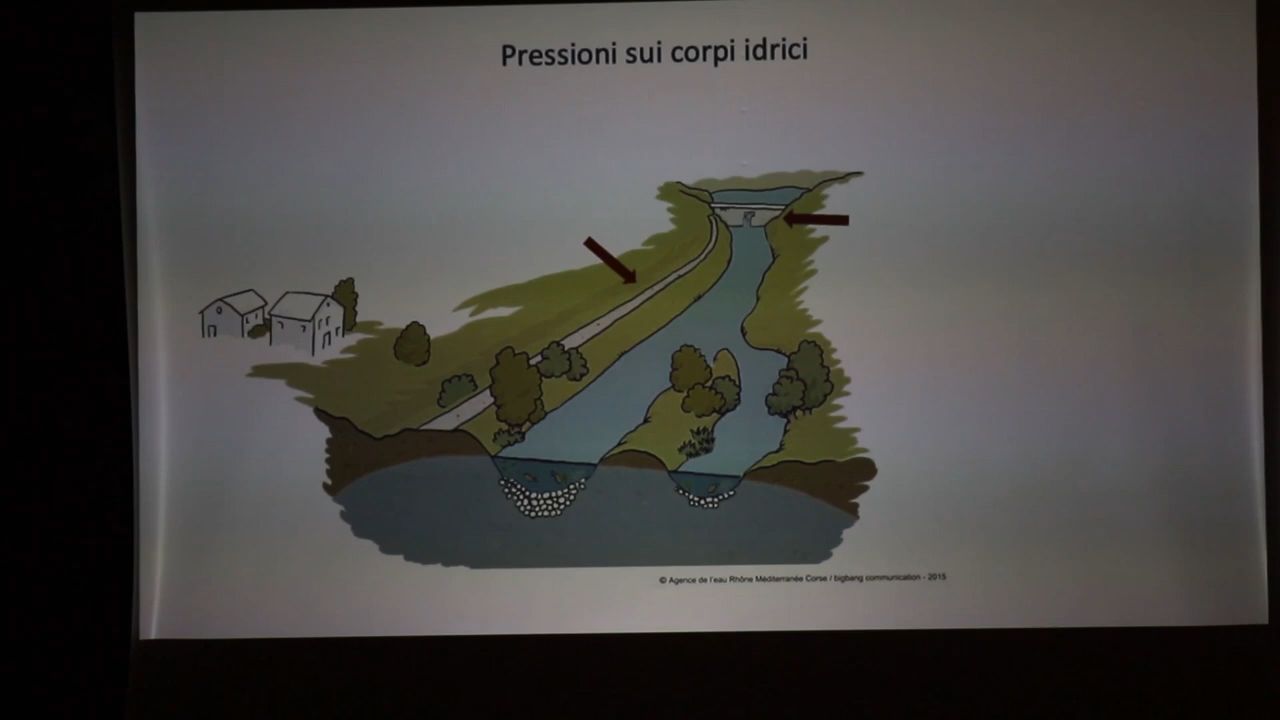 Pressioni sui corpi idrici
© Agence de l'eau Rhône Méditerranée Corse / bigbang communication - 2015